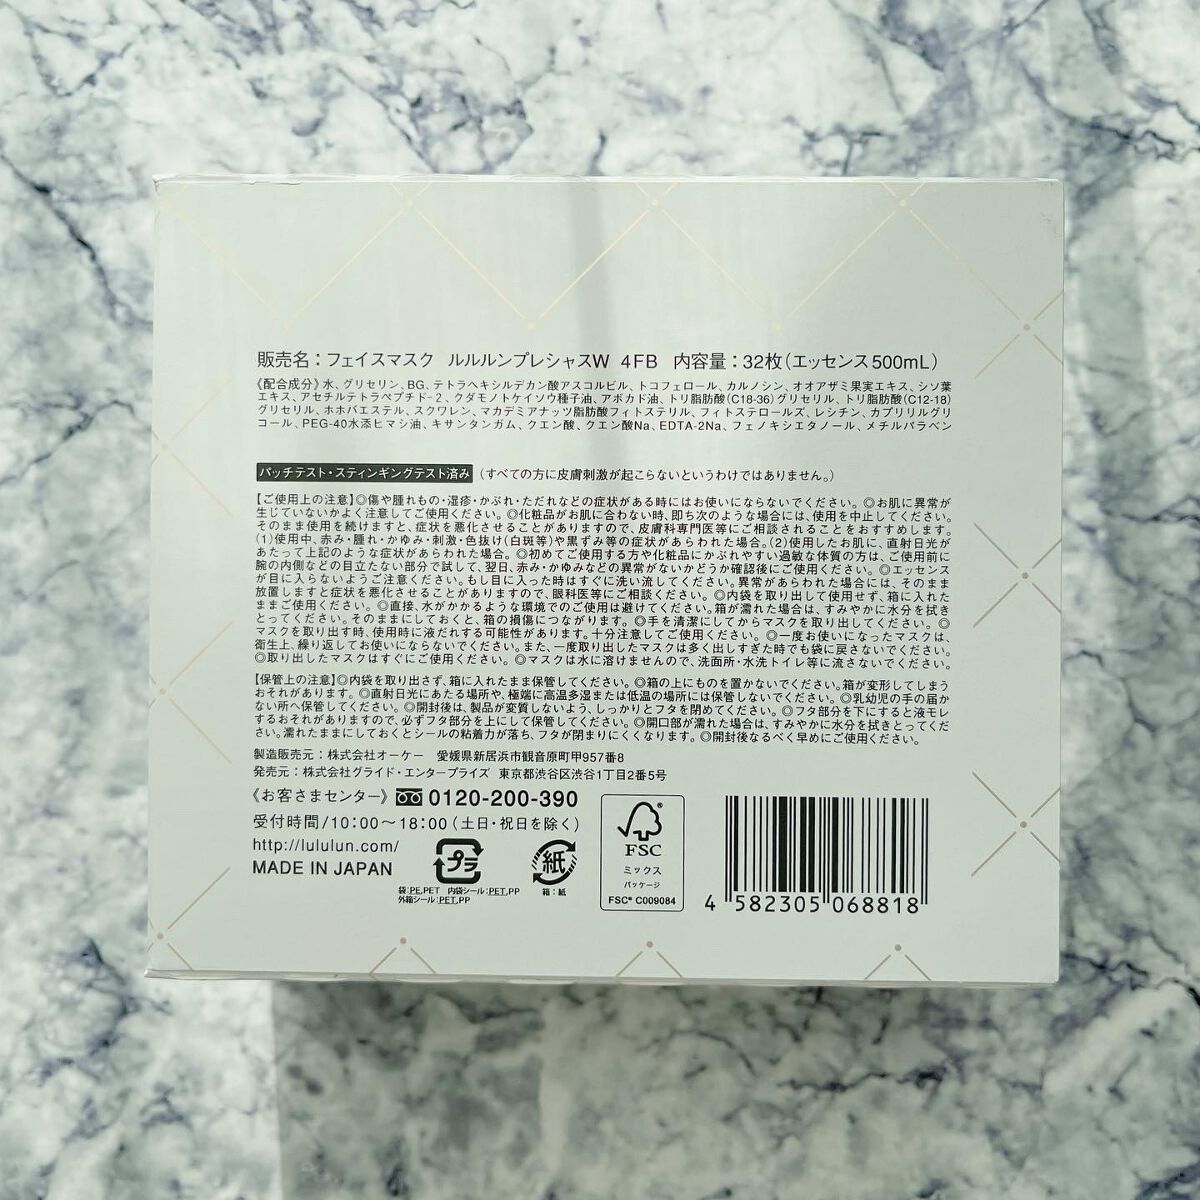 販売名：フェイスマスク ルルルンプレシャスW 4FB 内容量：32枚（エッセンス500mL）
《配合成分》水、グリセリン、BG、テトラヘキシルデカン酸アスコルビル、トコフェロール、カルノシン、オオアザミ果実エキス、シソ葉
エキス、アセチルテトラペプチド-2、クダモノトケイソウ種子油、アボカド油、トリ脂肪酸(C18-36)グリセリル、トリ脂肪酸(C12-18)
グリセリル、ホホバエステル、スクワレン、マカデミアナッツ脂肪酸フィトステリル、フィトステロールズ、レシチン、カプリリルグリ
コール、PEG-40水添ヒマシ油、キサンタンガム、クエン酸、クエン酸Na、EDTA-2Na、フェノキシエタノール、メチルパラベン
パッチテスト・スティンギングテスト済み （すべての方に皮膚刺激が起こらないというわけではありません。）
【ご使用上の注意】◎傷や腫れもの・湿疹・かぶれ・ただれなどの症状がある時にはお使いにならないでください。◎お肌に異常が
生じていないかよく注意してご使用ください。◎化粧品がお肌に合わない時、即ち次のような場合には、使用を中止してください。
そのまま使用を続けますと、症状を悪化させることがありますので、皮膚科専門医等にご相談されることをおすすめします。
(1)使用中、赤み・腫れ・かゆみ・刺激・色抜け(白斑等)や黒ずみ等の症状があらわれた場合。(2)使用したお肌に、直射日光が
あたって上記のような症状があらわれた場合。◎初めてご使用する方や化粧品にかぶれやすい過敏な体質の方は、ご使用前に
腕の内側などの目立たない部分で試して、翌日、赤み・かゆみなどの異常がないかどうか確認後にご使用ください。◎エッセンス
が目に入らないようご注意ください。もし目に入った時はすぐに洗い流してください。異常があらわれた場合には、そのまま
放置しますと症状を悪化させることがありますので、眼科医等にご相談ください。◎内袋を取り出して使用せず、箱に入れた
ままご使用ください。◎直接、水がかかるような環境でのご使用は避けてください。箱が濡れた場合は、すみやかに水分を拭き
とってください。そのままにしておくと、箱の損傷につながります。◎手を清潔にしてからマスクを取り出してください。◎
マスクを取り出す時、使用時に液だれする可能性があります。十分注意してご使用ください。◎一度お使いになったマスクは、
衛生上、繰り返してお使いにならないでください。また、一度取り出したマスクは多く出しすぎた時でも袋に戻さないでください。
◎取り出したマスクはすぐにご使用ください。◎マスクは水に溶けませんので、洗面所・水洗トイレ等に流さないでください。
【保管上の注意】◎内袋を取り出さず、箱に入れたまま保管してください。◎箱の上にものを置かないでください。箱が変形してしまう
おそれがあります。◎直射日光にあたる場所や、極端に高温多湿または低温の場所には保管しないでください。◎乳幼児の手の届か
ない所へ保管してください。◎開封後は、製品が変質しないよう、しっかりとフタを閉めてください。◎フタ部分を下にすると液モレ
するおそれがありますので、必ずフタ部分を上にして保管してください。◎開口部が濡れた場合は、すみやかに水分を拭きとってくだ
さい。濡れたままにしておくとシールの粘着力が落ち、フタが閉まりにくくなります。◎開封後なるべく早めにご使用ください。
製造販売元：株式会社オーケー 愛媛県新居浜市観音原町甲957番8
発売元：株式会社グライド・エンタープライズ 東京都渋谷区渋谷1丁目2番5号
《お客さまセンター》 0120-200-390
受付時間/10：00〜18：00（土日・祝日を除く）
http://lululun.com/
MADE IN JAPAN
プラ
袋：PE,PET 内袋シール：PET,PP
外箱シール：PET,PP
紙
箱：紙
FSC
ミックス
パッケージ
FSC® C009084
4 582305 068818